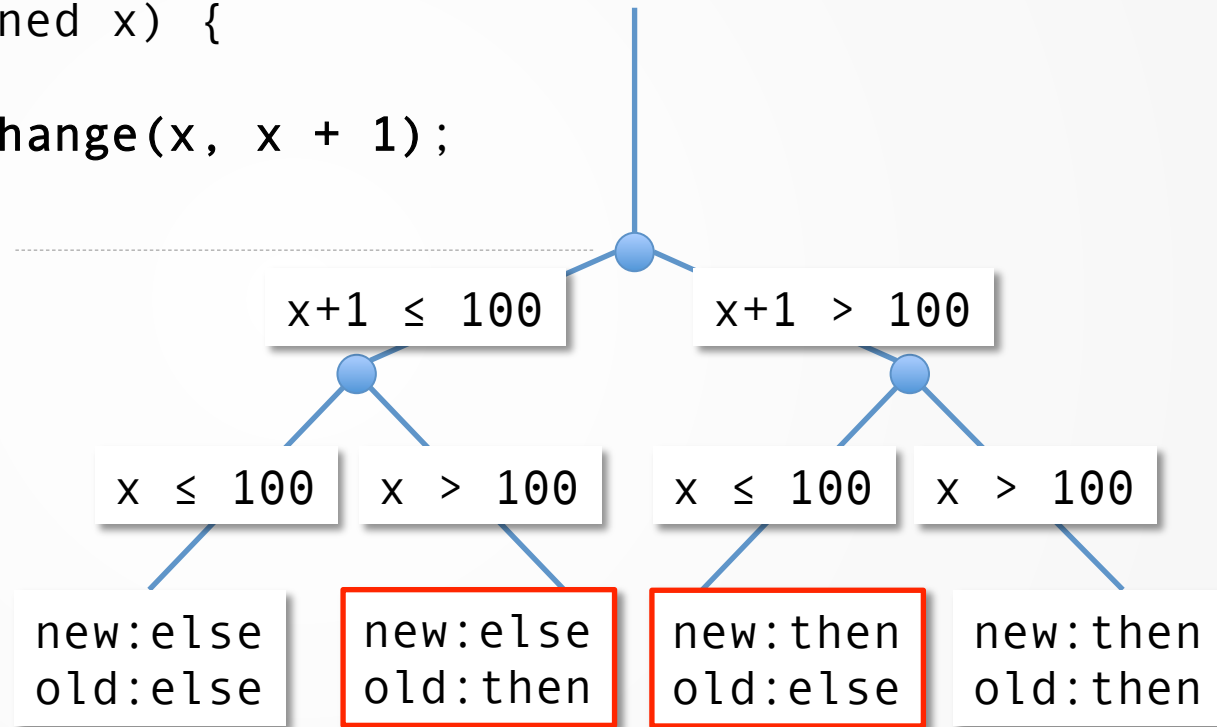 ned x) {
hange(x, x + 1);
x+1 ≤ 100 x+1 > 100
x ≤ 100 x > 100 x ≤ 100 x > 100
new:else new:else new:then new:then
old:else old:then old:else old:then